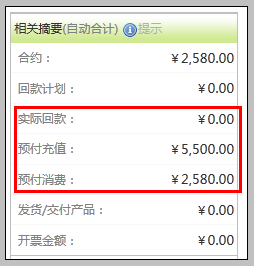 相关摘要(自动合计) i 提示
合约： ￥2,580.00
回款计划： ￥0.00
实际回款： ￥0.00
预付充值： ￥5,500.00
预付消费： ￥2,580.00
发货/交付产品： ￥0.00
开票金额： ￥0.00